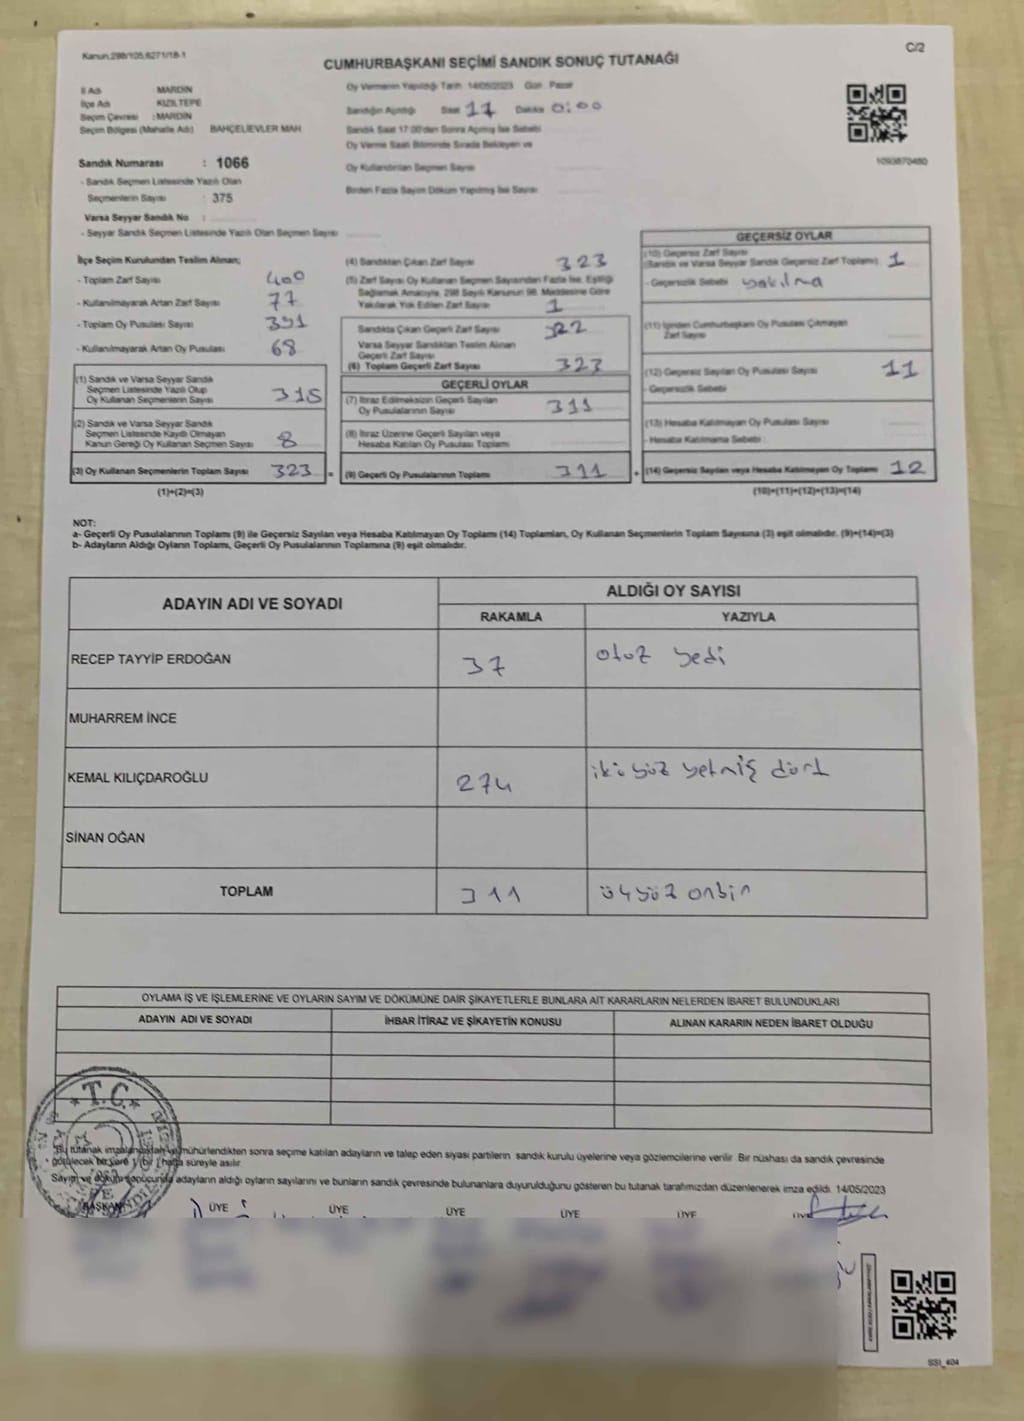 Kanun:298/105,6271/18-1
C/2
CUMHURBAŞKANI SEÇİMİ SANDIK SONUÇ TUTANAĞI
İl Adı MARDİN
İlçe Adı KIZILTEPE
Seçim Çevresi : MARDİN
Seçim Bölgesi (Mahalle Adı) BAHÇELİEVLER MAH.
Sandık Numarası : 1066
- Sandık Seçmen Listesinde Yazılı Olan
Seçmenlerin Sayısı : 375
Varsa Seyyar Sandık No :
- Seyyar Sandık Seçmen Listesinde Yazılı Olan Seçmen Sayısı
Oy Vermenin Yapıldığı Tarih 14/05/2023 Gün Pazar
Sandığın Açıldığı Saat 17 Dakika 0:00
Sandık Saat 17:00'den Sonra Açmış İse Sebebi
Oy Verme Saati Bitiminde Sırada Bekleyen ve
Oy Kullandırılan Seçmen Sayısı
Birden Fazla Sayım Döküm Yapılmış İse Sayısı
1093870480
İlçe Seçim Kurulundan Teslim Alınan;
- Toplam Zarf Sayısı 400
- Kullanılmayarak Artan Zarf Sayısı 77
- Toplam Oy Pusulası Sayısı 391
- Kullanılmayarak Artan Oy Pusulası 68
(1) Sandık ve Varsa Seyyar Sandık
Seçmen Listesinde Yazılı Olup
Oy Kullanan Seçmenlerin Sayısı 315
(2) Sandık ve Varsa Seyyar Sandık
Seçmen Listesinde Kaydı Olmayan
Kanun Gereği Oy Kullanan Seçmen Sayısı 8
(3) Oy Kullanan Seçmenlerin Toplam Sayısı 323 =
(1)+(2)=(3)
(4) Sandıktan Çıkan Zarf Sayısı 323
(5) Zarf Sayısı Oy Kullanan Seçmen Sayısından Fazla İse, Eşitliği
Sağlamak Amacıyla, 298 Sayılı Kanunun 98. Maddesine Göre
Yakılarak Yok Edilen Zarf Sayısı 1
Sandıkta Çıkan Geçerli Zarf Sayısı 322
Varsa Seyyar Sandıktan Teslim Alınan
Geçerli Zarf Sayısı
(6) Toplam Geçerli Zarf Sayısı 323
GEÇERLİ OYLAR
(7) İtiraz Edilmeksizin Geçerli Sayılan
Oy Pusulalarının Sayısı 311
(8) İtiraz Üzerine Geçerli Sayılan veya
Hesaba Katılan Oy Pusulası Toplamı
(9) Geçerli Oy Pusulalarının Toplamı 311 +
GEÇERSİZ OYLAR
(10) Geçersiz Zarf Sayısı
(Sandık ve Varsa Seyyar Sandık Geçersiz Zarf Toplamı) 1
- Geçersizlik Sebebi yakılma
(11) İçinden Cumhurbaşkanı Oy Pusulası Çıkmayan
Zarf Sayısı
(12) Geçersiz Sayılan Oy Pusulası Sayısı 11
- Geçersizlik Sebebi
(13) Hesaba Katılmayan Oy Pusulası Sayısı
- Hesaba Katılmama Sebebi :
(14) Geçersiz Sayılan veya Hesaba Katılmayan Oy Toplamı 12
(10)+(11)+(12)+(13)=(14)
NOT:
a- Geçerli Oy Pusulalarının Toplamı (9) ile Geçersiz Sayılan veya Hesaba Katılmayan Oy Toplamı (14) Toplamları, Oy Kullanan Seçmenlerin Toplam Sayısına (3) eşit olmalıdır. (9)+(14)=(3)
b- Adayların Aldığı Oyların Toplamı, Geçerli Oy Pusulalarının Toplamına (9) eşit olmalıdır.
ADAYIN ADI VE SOYADI
ALDIĞI OY SAYISI
RAKAMLA YAZIYLA
RECEP TAYYİP ERDOĞAN 37 otuz yedi
MUHARREM İNCE
KEMAL KILIÇDAROĞLU 274 iki yüz yetmiş dört
SİNAN OĞAN
TOPLAM 311 üçyüz onbir
OYLAMA İŞ VE İŞLEMLERİNE VE OYLARIN SAYIM VE DÖKÜMÜNE DAİR ŞİKAYETLERLE BUNLARA AİT KARARLARIN NELERDEN İBARET BULUNDUKLARI
ADAYIN ADI VE SOYADI İHBAR İTİRAZ VE ŞİKAYETİN KONUSU ALINAN KARARIN NEDEN İBARET OLDUĞU
T.C.
Bu tutanak imzalandıktan ve mühürlendikten sonra seçime katılan adayların ve talep eden siyasi partilerin sandık kurulu üyelerine veya gözlemcilerine verilir. Bir nüshası da sandık çevresinde
görülecek bir yere 1 (bir) hafta süreyle asılır.
Sayım ve döküm sonucunda adayların aldığı oyların sayılarını ve bunların sandık çevresinde bulunanlara duyurulduğunu gösteren bu tutanak tarafımızdan düzenlenerek imza edildi. 14/05/2023
BAŞKAN ÜYE ÜYE ÜYE ÜYE ÜYE ÜYE
SSI_404